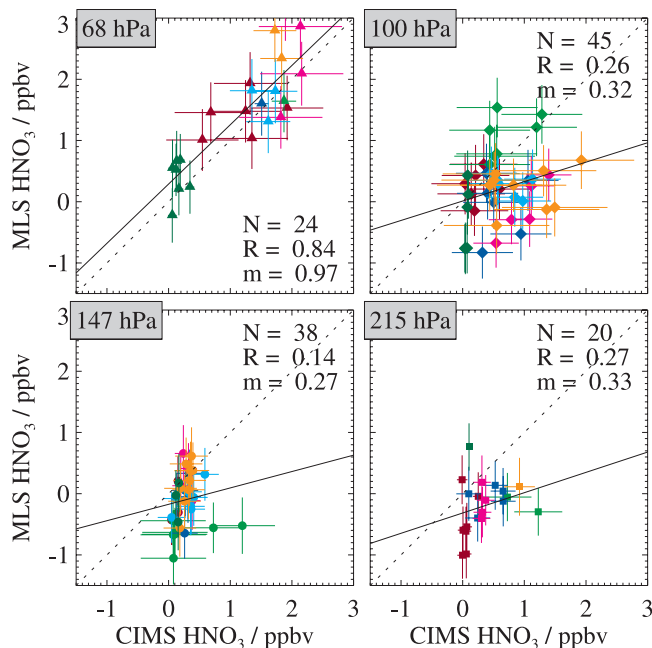 68 hPa
N = 24
R = 0.84
m = 0.97
MLS HNO₃ / ppbv
3
2
1
0
-1
100 hPa
N = 45
R = 0.26
m = 0.32
147 hPa
N = 38
R = 0.14
m = 0.27
MLS HNO₃ / ppbv
3
2
1
0
-1
-1 0 1 2 3
CIMS HNO₃ / ppbv
215 hPa
N = 20
R = 0.27
m = 0.33
-1 0 1 2 3
CIMS HNO₃ / ppbv